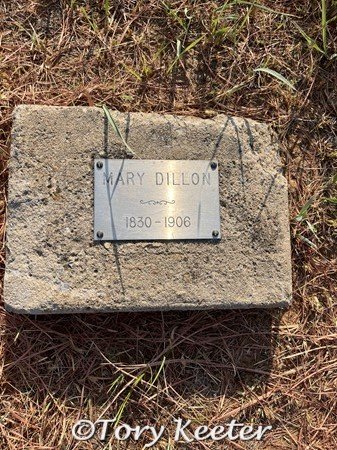 MARY DILLON
1830-1906
©Tory Keeter